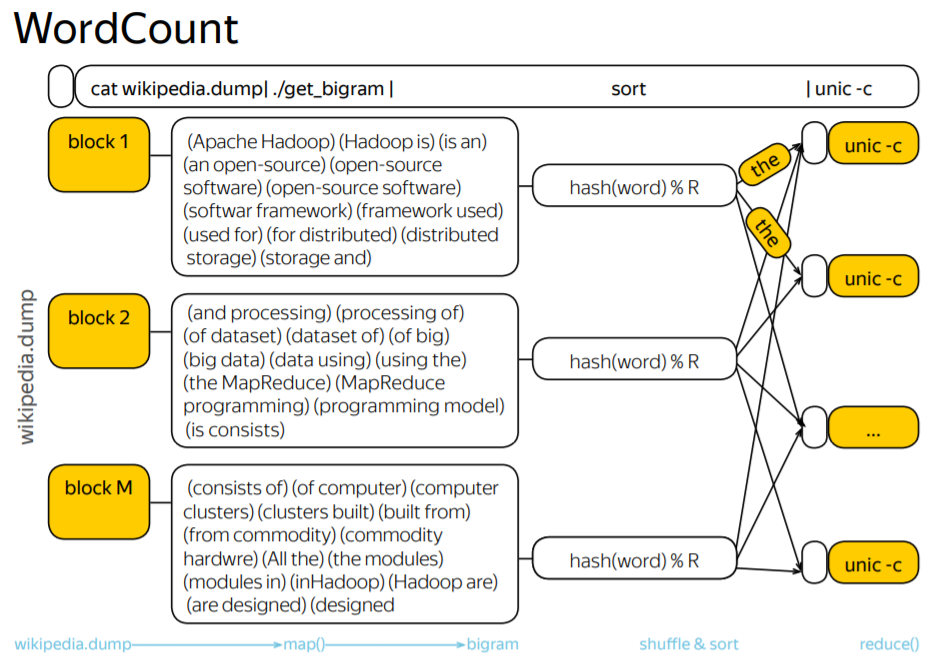 WordCount
cat wikipedia.dump| ./get_bigram | sort | unic -c
wikipedia.dump
block 1
(Apache Hadoop) (Hadoop is) (is an)
(an open-source) (open-source
software) (open-source software)
(softwar framework) (framework used)
(used for) (for distributed) (distributed
storage) (storage and)
hash(word) % R
the
the
unic -c
unic -c
block 2
(and processing) (processing of)
(of dataset) (dataset of) (of big)
(big data) (data using) (using the)
(the MapReduce) (MapReduce
programming) (programming model)
(is consists)
hash(word) % R
...
block M
(consists of) (of computer) (computer
clusters) (clusters built) (built from)
(from commodity) (commodity
hardwre) (All the) (the modules)
(modules in) (inHadoop) (Hadoop are)
(are designed) (designed
hash(word) % R
unic -c
wikipedia.dump map() bigram shuffle & sort reduce()